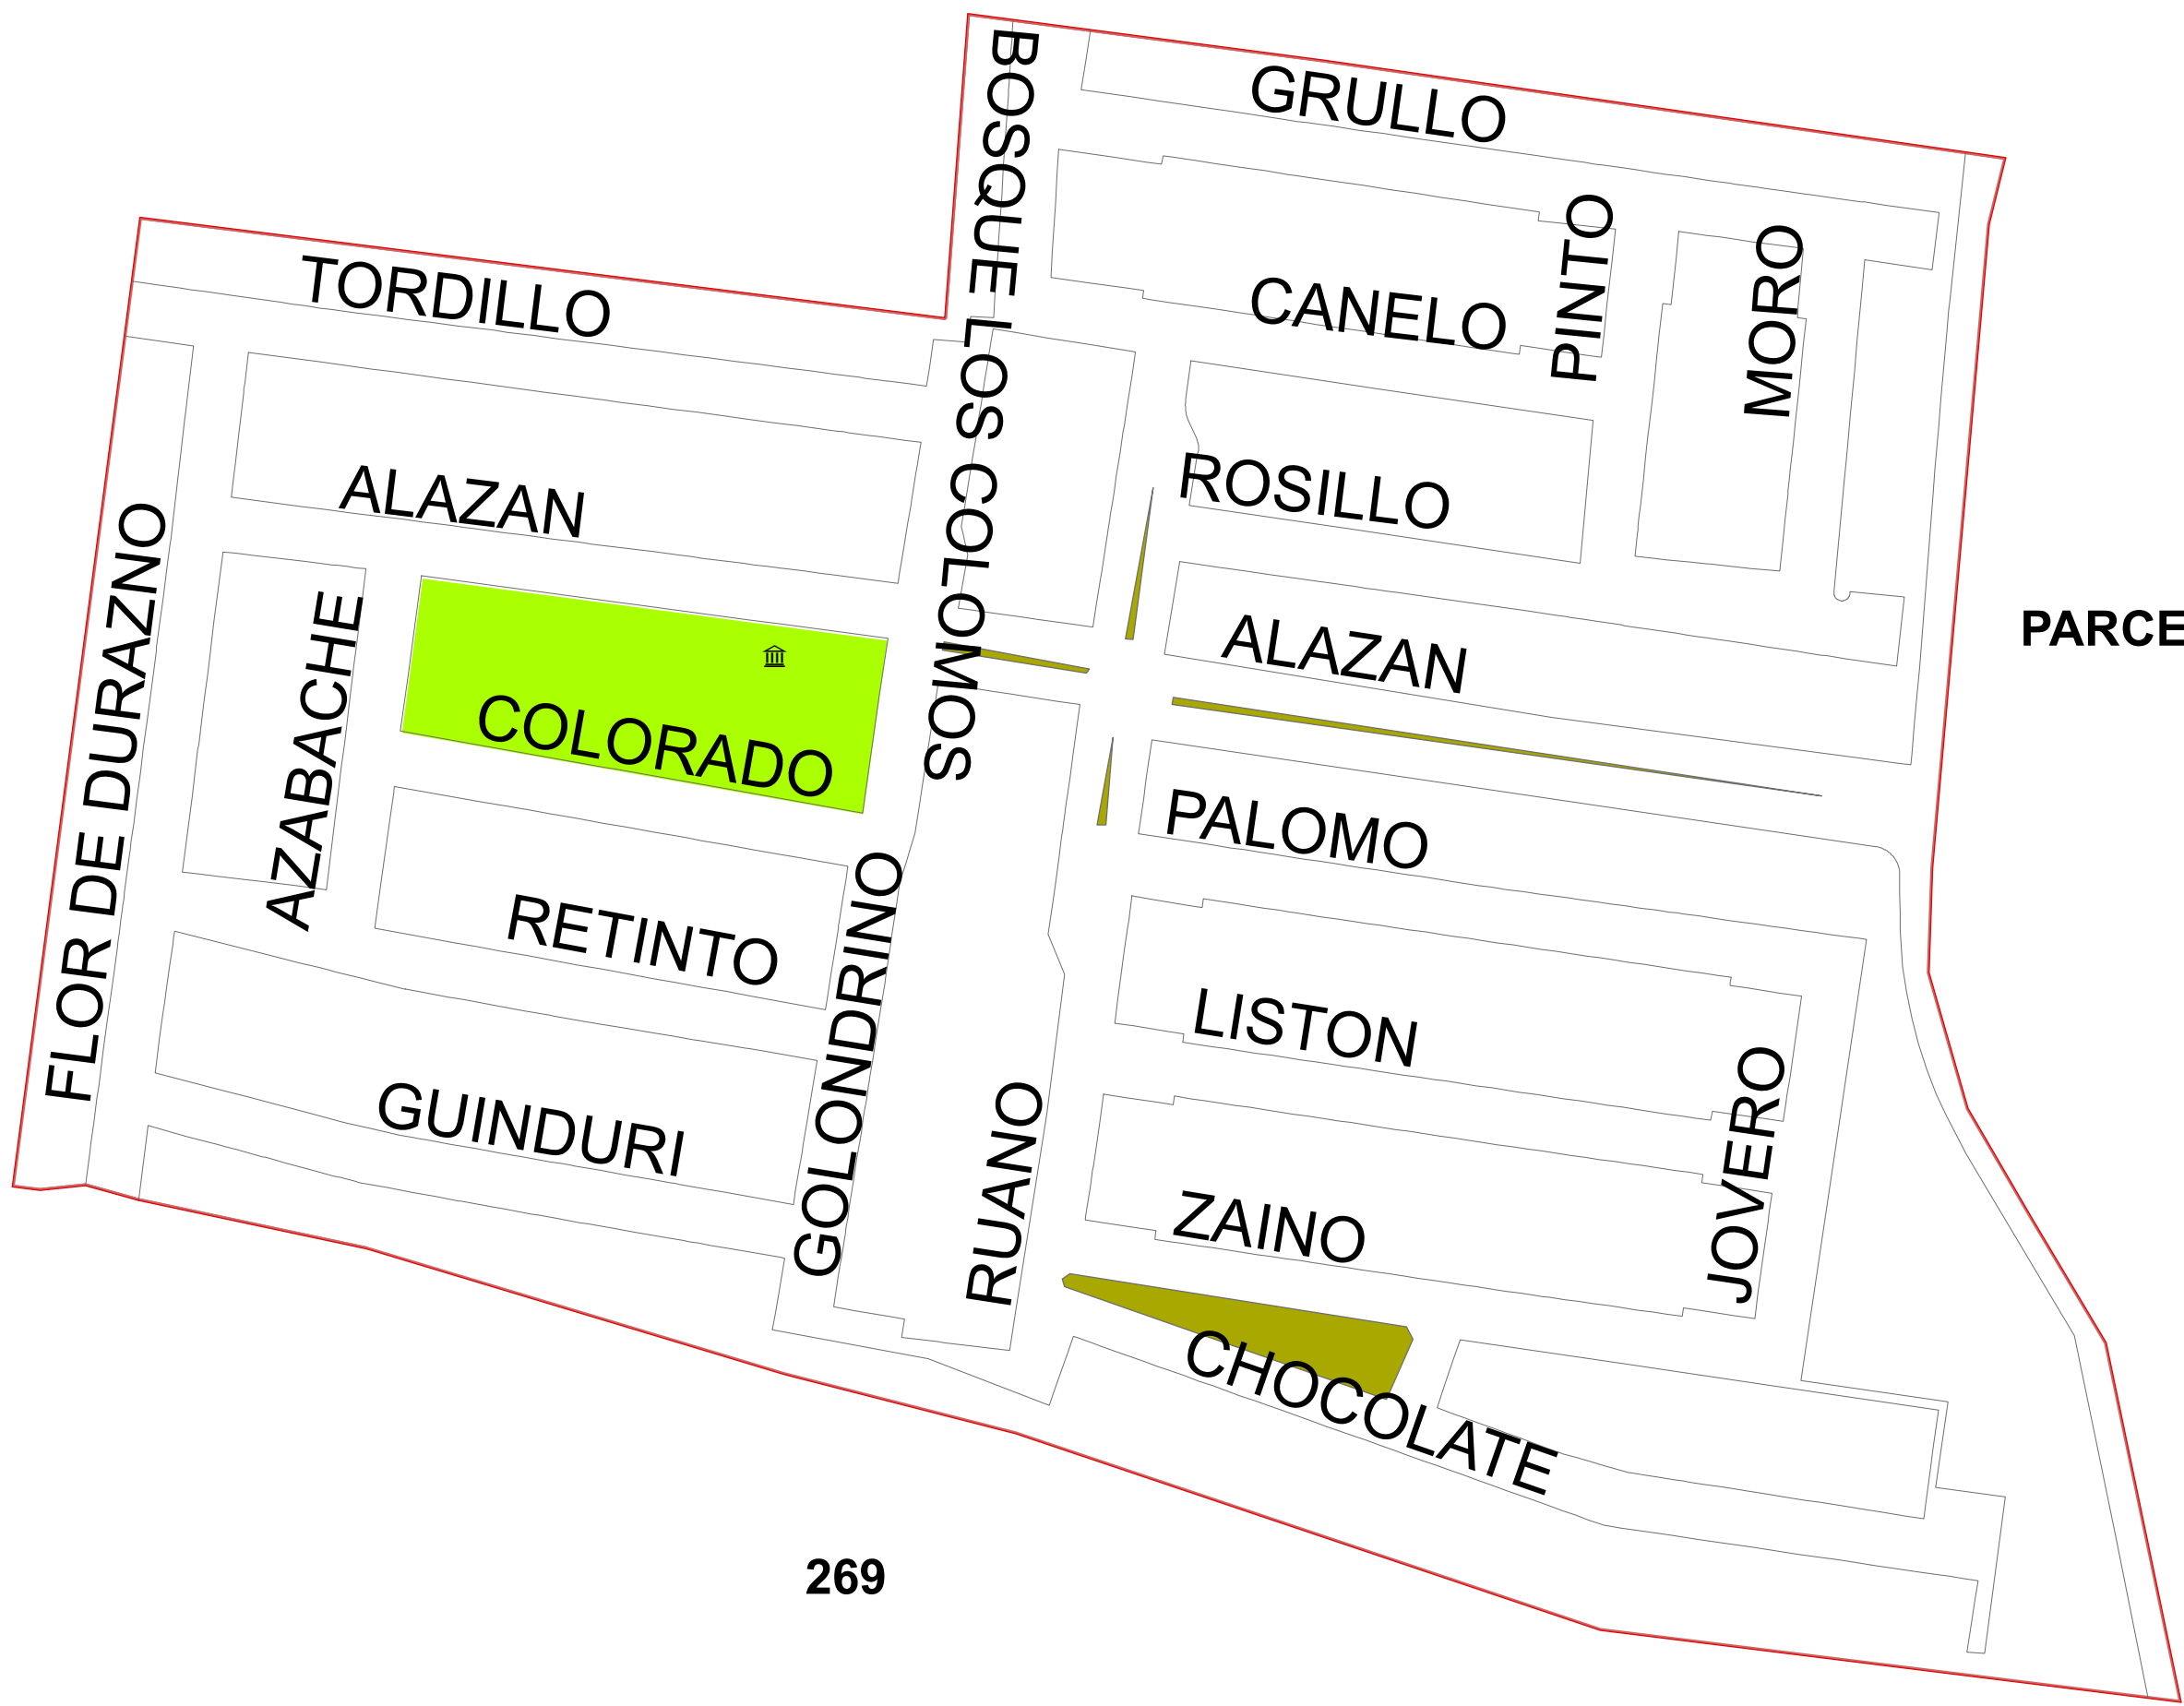 GRULLO
BOSQUE LOS COLOMOS
TORDILLO
CANELO
PINTO
MORO
ALAZAN
ROSILLO
FLOR DE DURAZNO
AZABACHE
COLORADO
ALAZAN
PARCE
PALOMO
RETINTO
GOLONDRINO
LISTON
GUINDURI
RUANO
ZAINO
JOVERO
CHOCOLATE
269